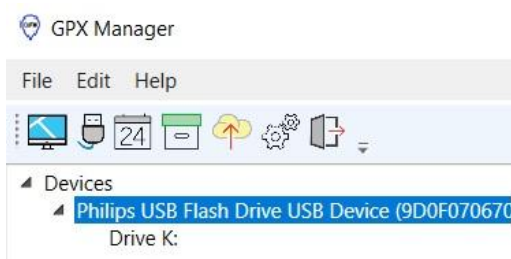 GPX Manager
File Edit Help
24
Devices
Philips USB Flash Drive USB Device (9D0F070670
Drive K: